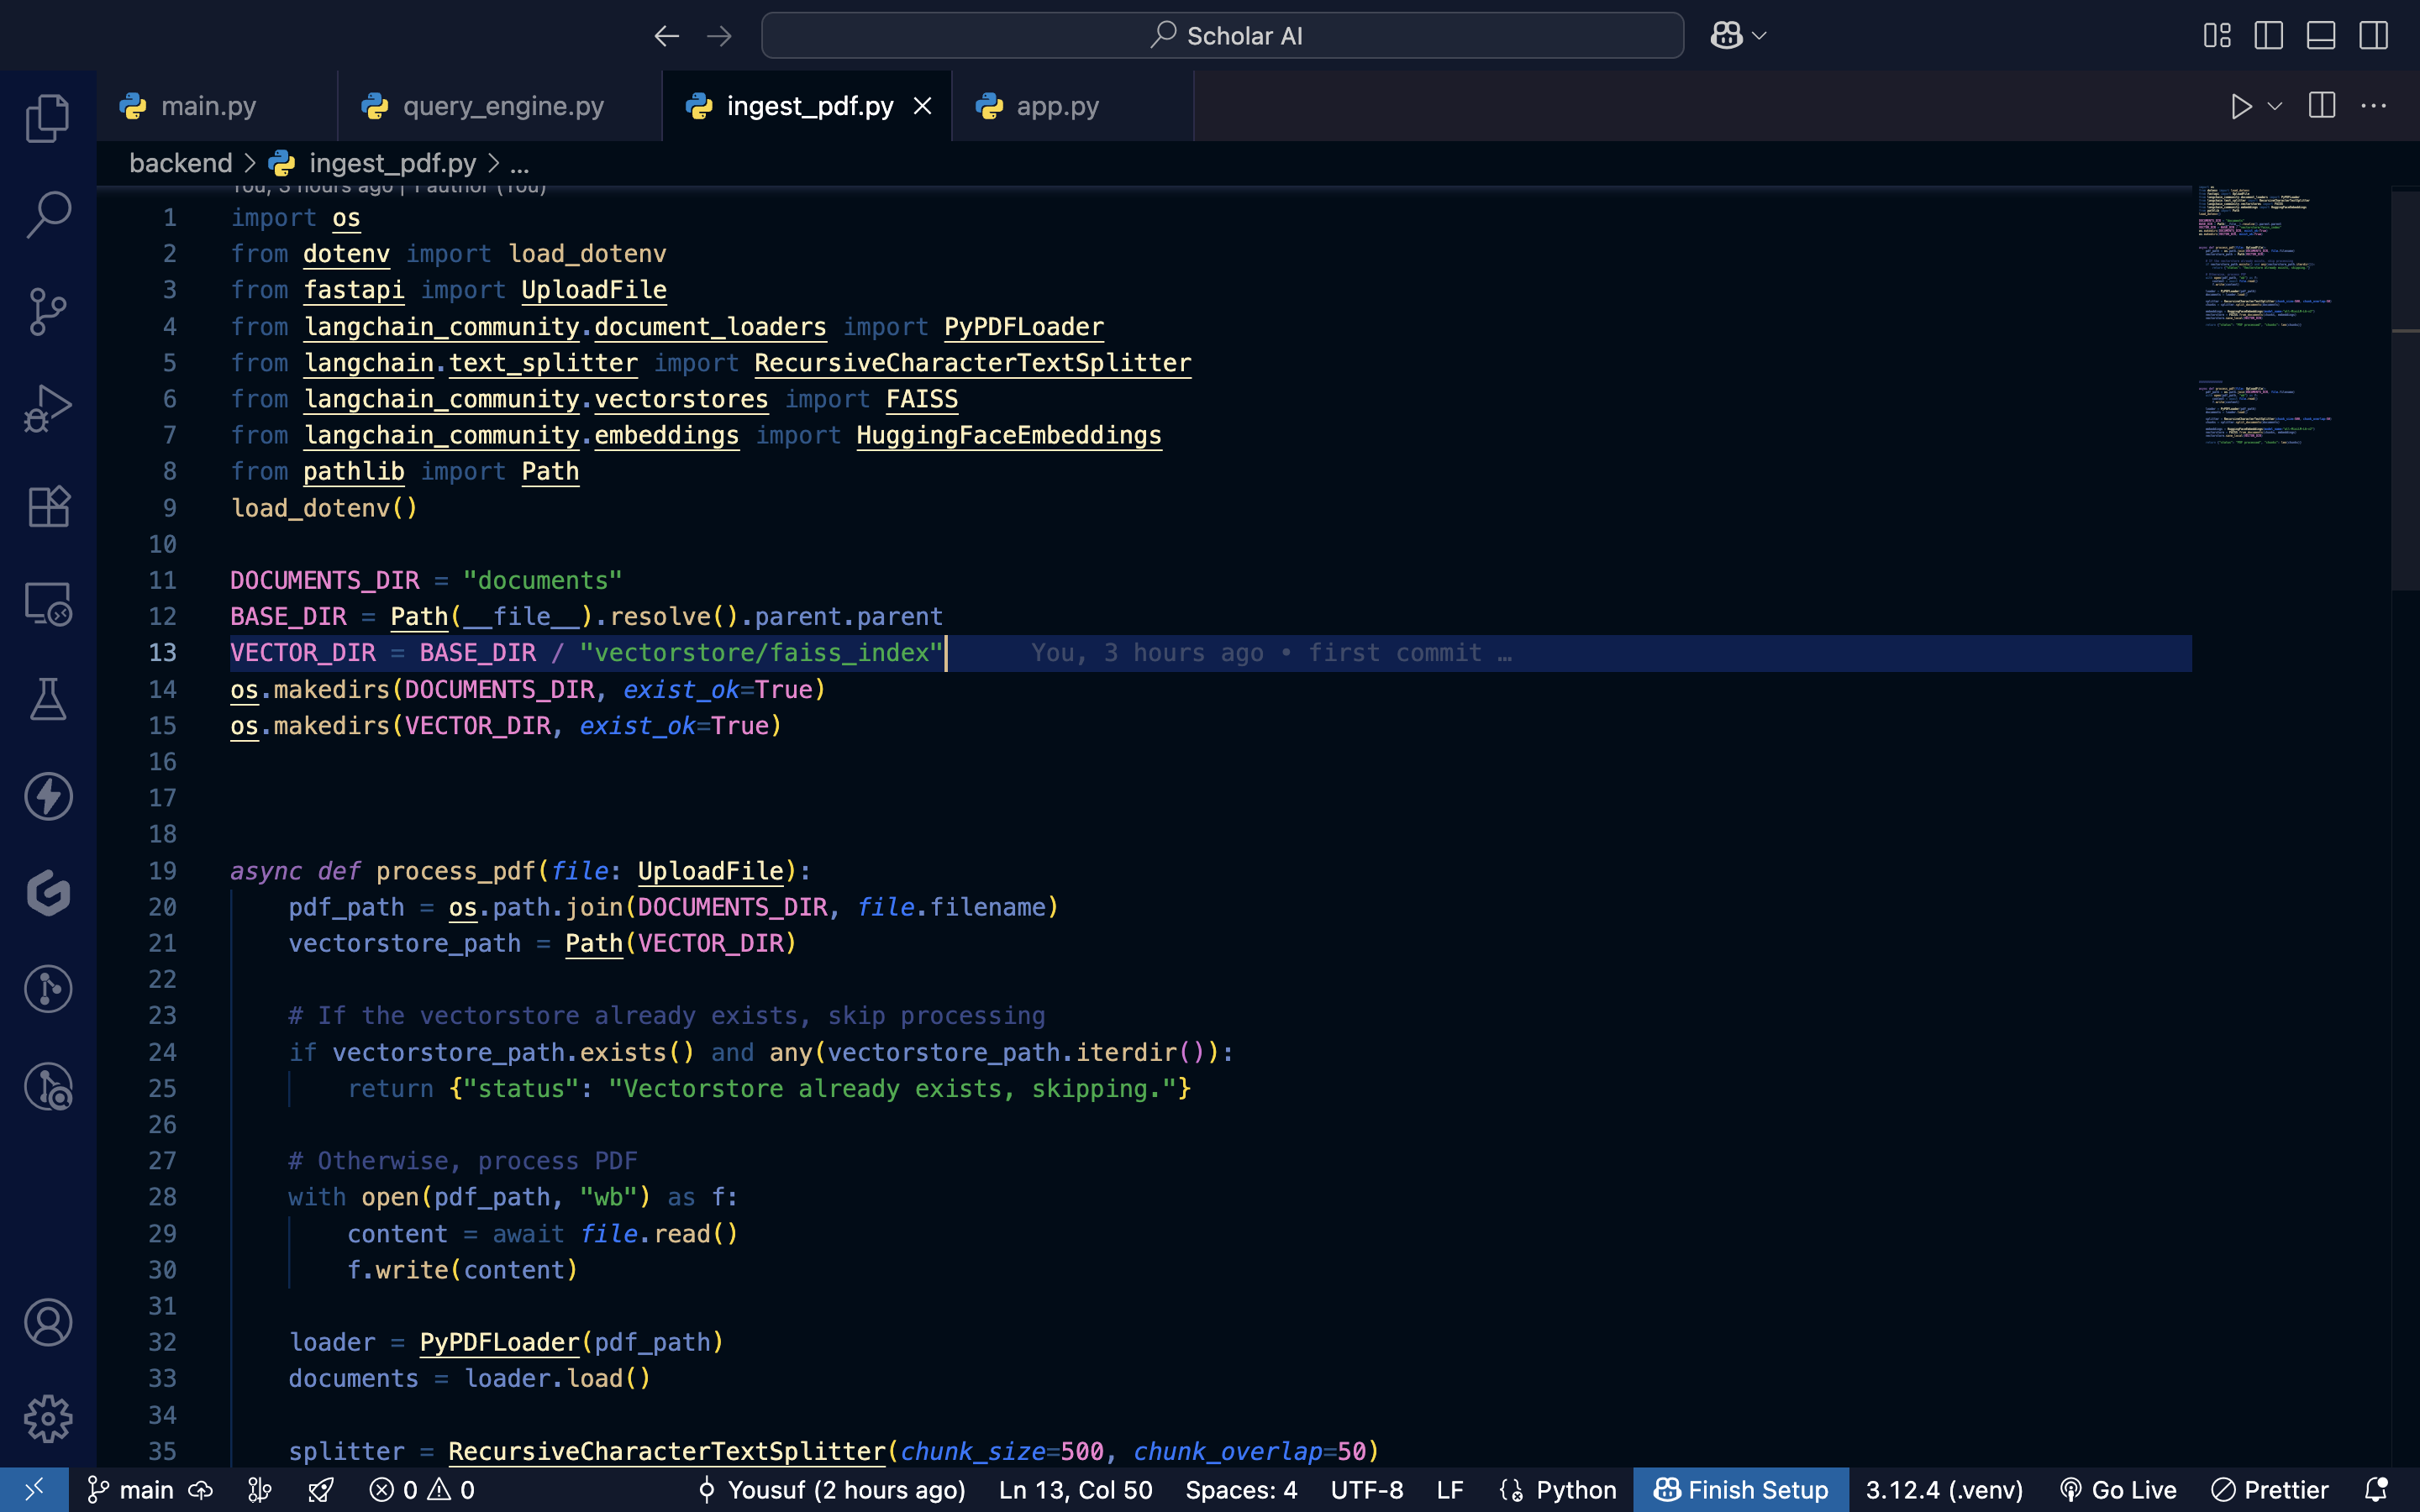 Scholar AI
main.py
query_engine.py
ingest_pdf.py
app.py
backend > ingest_pdf.py > ...
You, 3 hours ago | 1 author (You)
1 import os
2 from dotenv import load_dotenv
3 from fastapi import UploadFile
4 from langchain_community.document_loaders import PyPDFLoader
5 from langchain.text_splitter import RecursiveCharacterTextSplitter
6 from langchain_community.vectorstores import FAISS
7 from langchain_community.embeddings import HuggingFaceEmbeddings
8 from pathlib import Path
9 load_dotenv()
10
11 DOCUMENTS_DIR = "documents"
12 BASE_DIR = Path(__file__).resolve().parent.parent
13 VECTOR_DIR = BASE_DIR / "vectorstore/faiss_index" You, 3 hours ago • first commit …
14 os.makedirs(DOCUMENTS_DIR, exist_ok=True)
15 os.makedirs(VECTOR_DIR, exist_ok=True)
16
17
18
19 async def process_pdf(file: UploadFile):
20     pdf_path = os.path.join(DOCUMENTS_DIR, file.filename)
21     vectorstore_path = Path(VECTOR_DIR)
22
23     # If the vectorstore already exists, skip processing
24     if vectorstore_path.exists() and any(vectorstore_path.iterdir()):
25         return {"status": "Vectorstore already exists, skipping."}
26
27     # Otherwise, process PDF
28     with open(pdf_path, "wb") as f:
29         content = await file.read()
30         f.write(content)
31
32     loader = PyPDFLoader(pdf_path)
33     documents = loader.load()
34
35     splitter = RecursiveCharacterTextSplitter(chunk_size=500, chunk_overlap=50)
main 0 0 Yousuf (2 hours ago) Ln 13, Col 50 Spaces: 4 UTF-8 LF Python Finish Setup 3.12.4 (.venv) Go Live Prettier